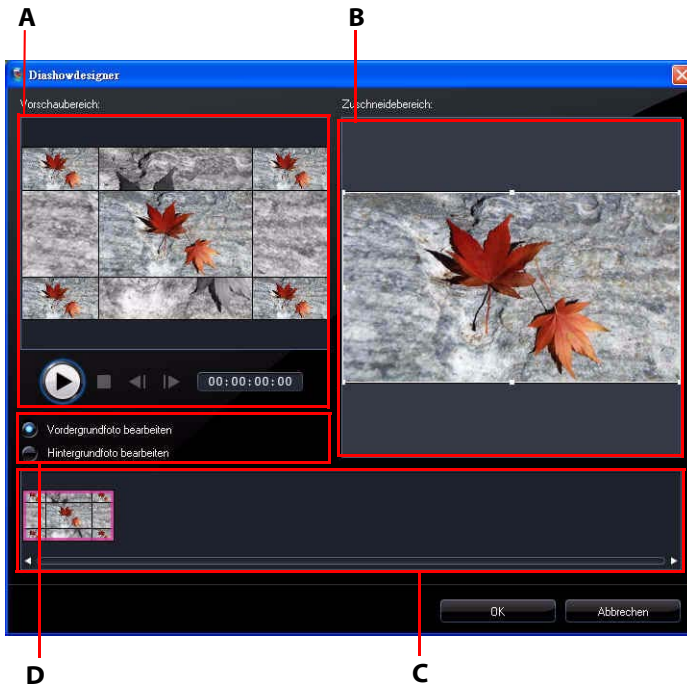 A
B
Diashowdesigner
Vorschaubereich:
Zuschneidebereich:
00:00:00:00
Vordergrundfoto bearbeiten
Hintergrundfoto bearbeiten
OK
Abbrechen
D
C